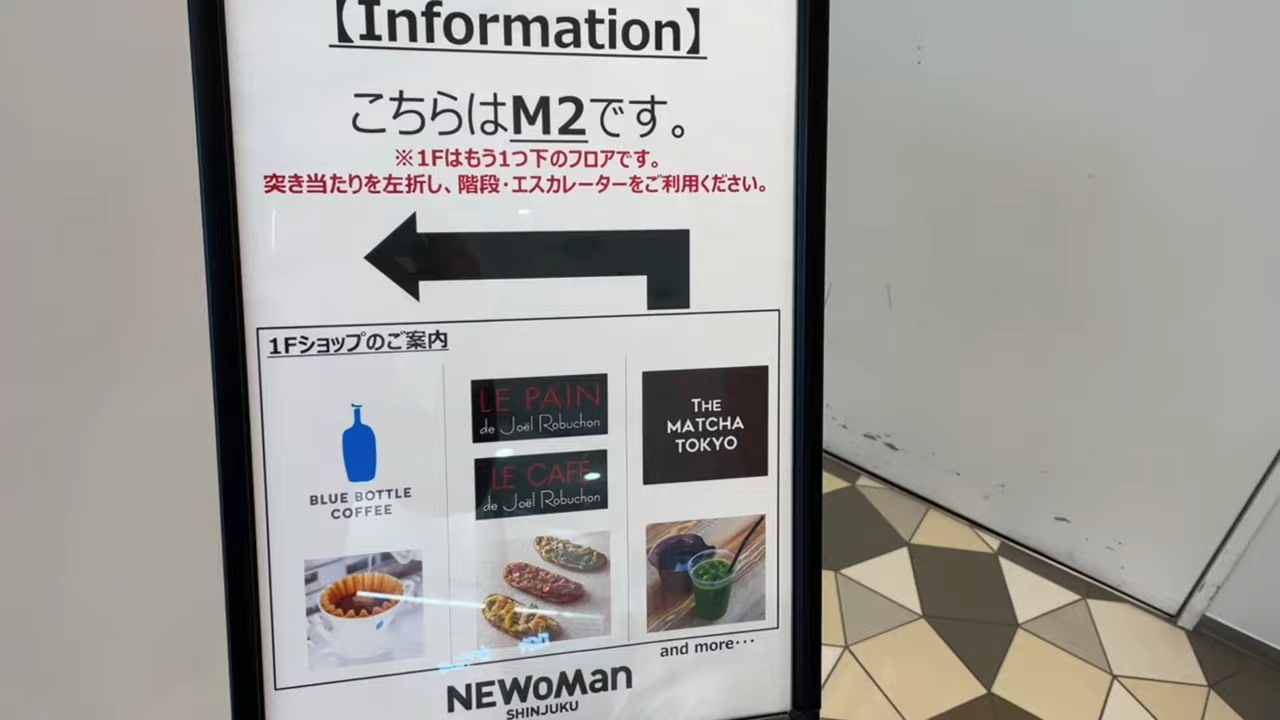 【Information】
こちらはM2です。
※1Fはもう1つ下のフロアです。
突き当たりを左折し、階段・エスカレーターをご利用ください。
1Fショップのご案内
BLUE BOTTLE
COFFEE
LE PAIN
de Joël Robuchon
LE CAFÉ
de Joël Robuchon
THE
MATCHA
TOKYO
and more…
NEWoMan
SHINJUKU